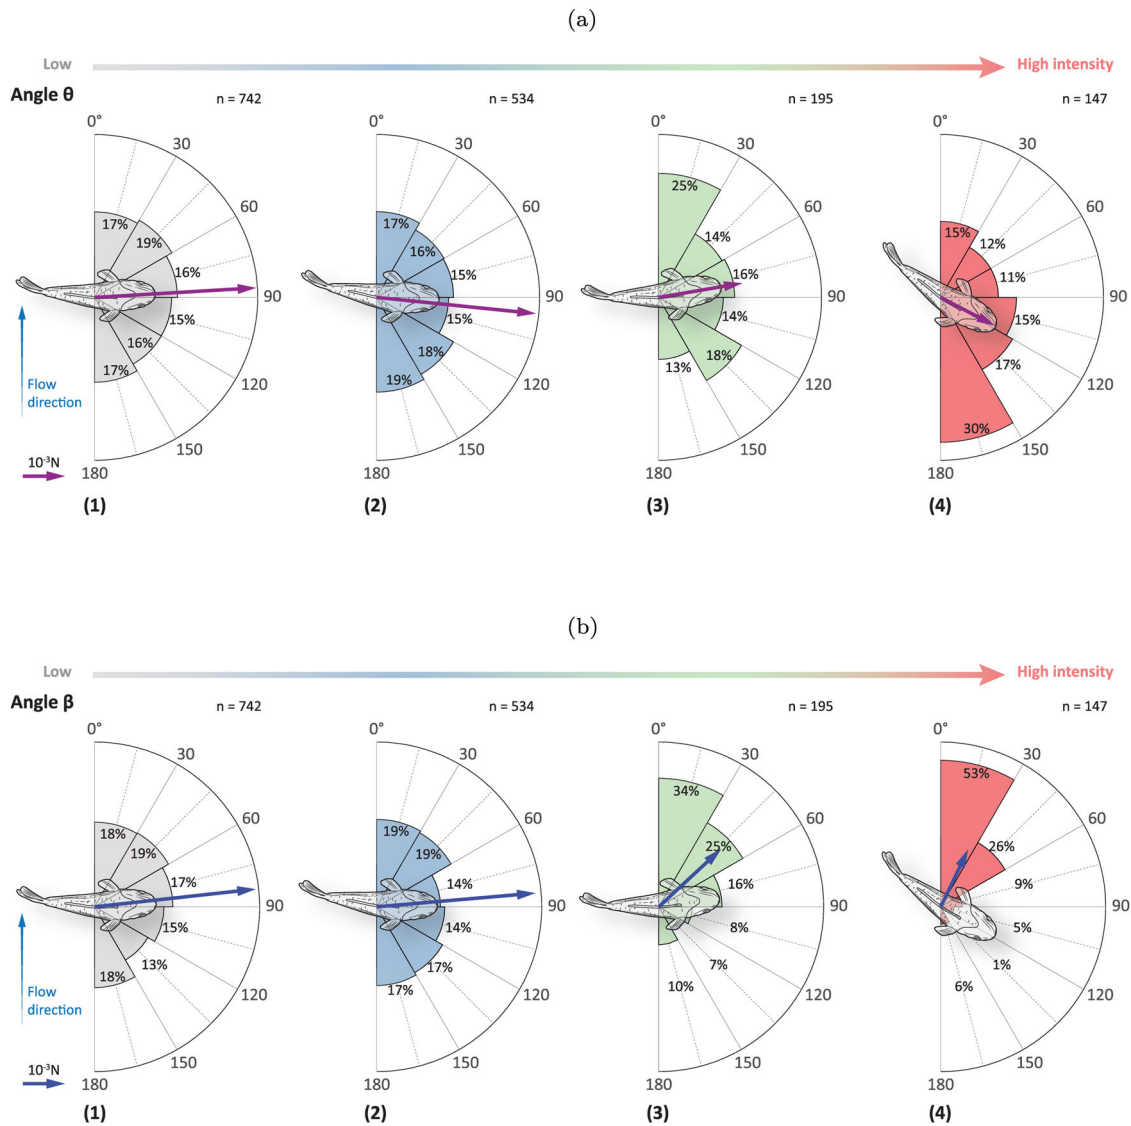 (a)
Low High intensity
Angle θ n = 742 n = 534 n = 195 n = 147
0° 0° 0° 0°
30 30 30 30
17% 19% 16% 15% 16% 17%
17% 16% 15% 15% 18% 19%
25% 14% 16% 14% 18% 13%
15% 12% 11% 15% 17% 30%
60 60 60 60
90 90 90 90
120 120 120 120
150 150 150 150
180 180 180 180
Flow
direction
10⁻³N
(1) (2) (3) (4)
(b)
Low High intensity
Angle β n = 742 n = 534 n = 195 n = 147
0° 0° 0° 0°
30 30 30 30
18% 19% 17% 15% 13% 18%
19% 19% 14% 14% 17% 17%
34% 25% 16% 8% 7% 10%
53% 26% 9% 5% 1% 6%
60 60 60 60
90 90 90 90
120 120 120 120
150 150 150 150
180 180 180 180
Flow
direction
10⁻³N
(1) (2) (3) (4)